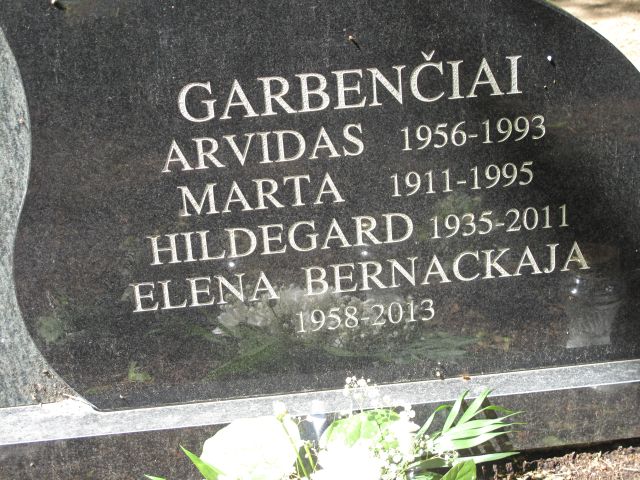 GARBENČIAI
ARVIDAS 1956-1993
MARTA 1911-1995
HILDEGARD 1935-2011
ELENA BERNACKAJA
1958-2013